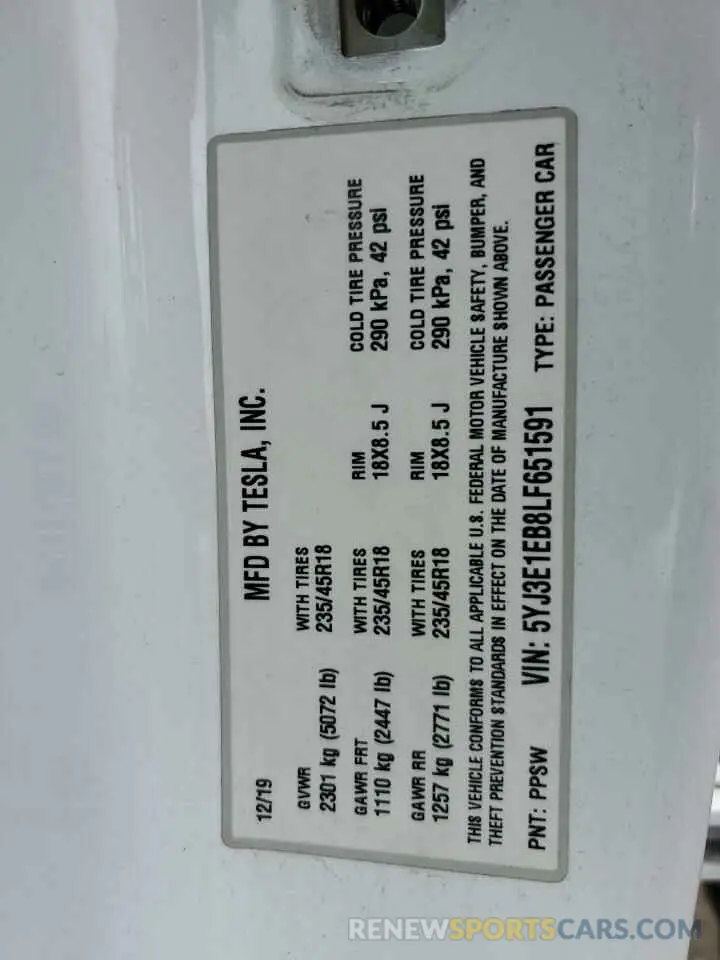 MFD BY TESLA, INC.
12/19
GVWR WITH TIRES
2301 kg (5072 lb) 235/45R18
GAWR FRT WITH TIRES RIM COLD TIRE PRESSURE
1110 kg (2447 lb) 235/45R18 18X8.5 J 290 kPa, 42 psi
GAWR RR WITH TIRES RIM COLD TIRE PRESSURE
1257 kg (2771 lb) 235/45R18 18X8.5 J 290 kPa, 42 psi
THIS VEHICLE CONFORMS TO ALL APPLICABLE U.S. FEDERAL MOTOR VEHICLE SAFETY, BUMPER, AND
THEFT PREVENTION STANDARDS IN EFFECT ON THE DATE OF MANUFACTURE SHOWN ABOVE.
PNT: PPSW VIN: 5YJ3E1EB8LF651591 TYPE: PASSENGER CAR
RENEWSPORTSCARS.COM